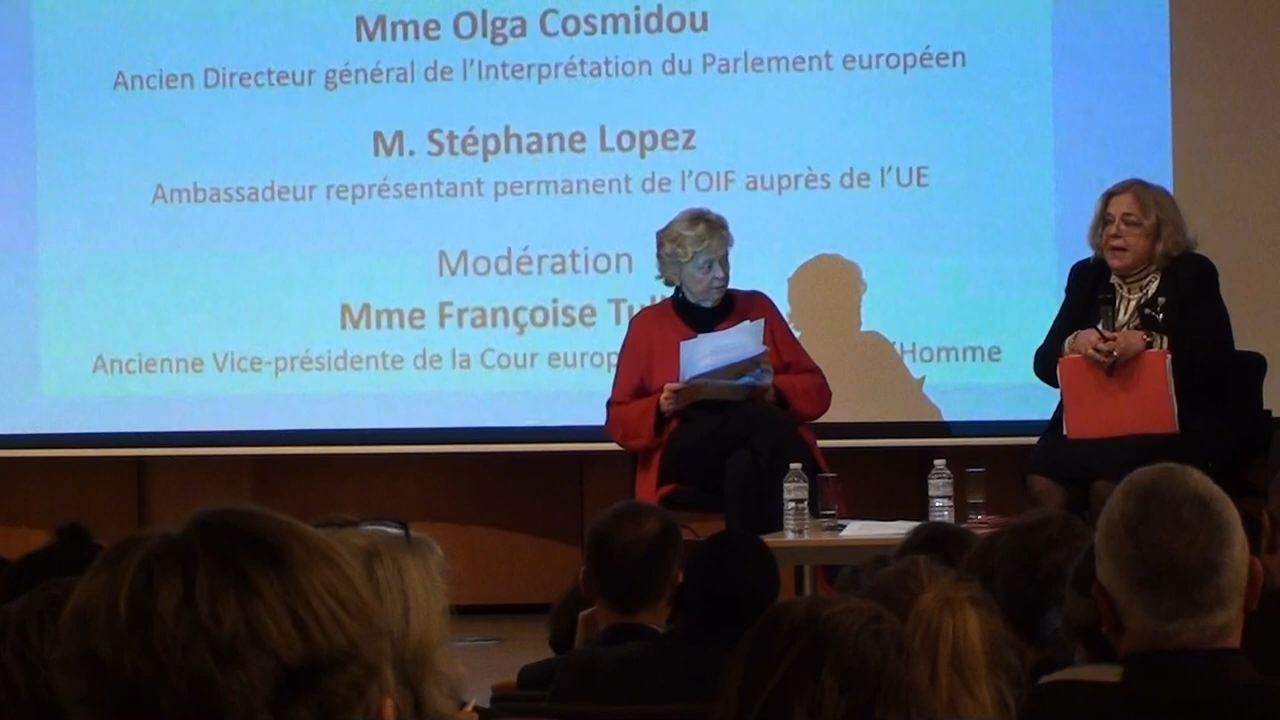 Mme Olga Cosmidou
Ancien Directeur général de l'Interprétation du Parlement européen
M. Stéphane Lopez
Ambassadeur représentant permanent de l'OIF auprès de l'UE
Modération
Mme Françoise
Ancienne Vice-présidente de la Cour Homme